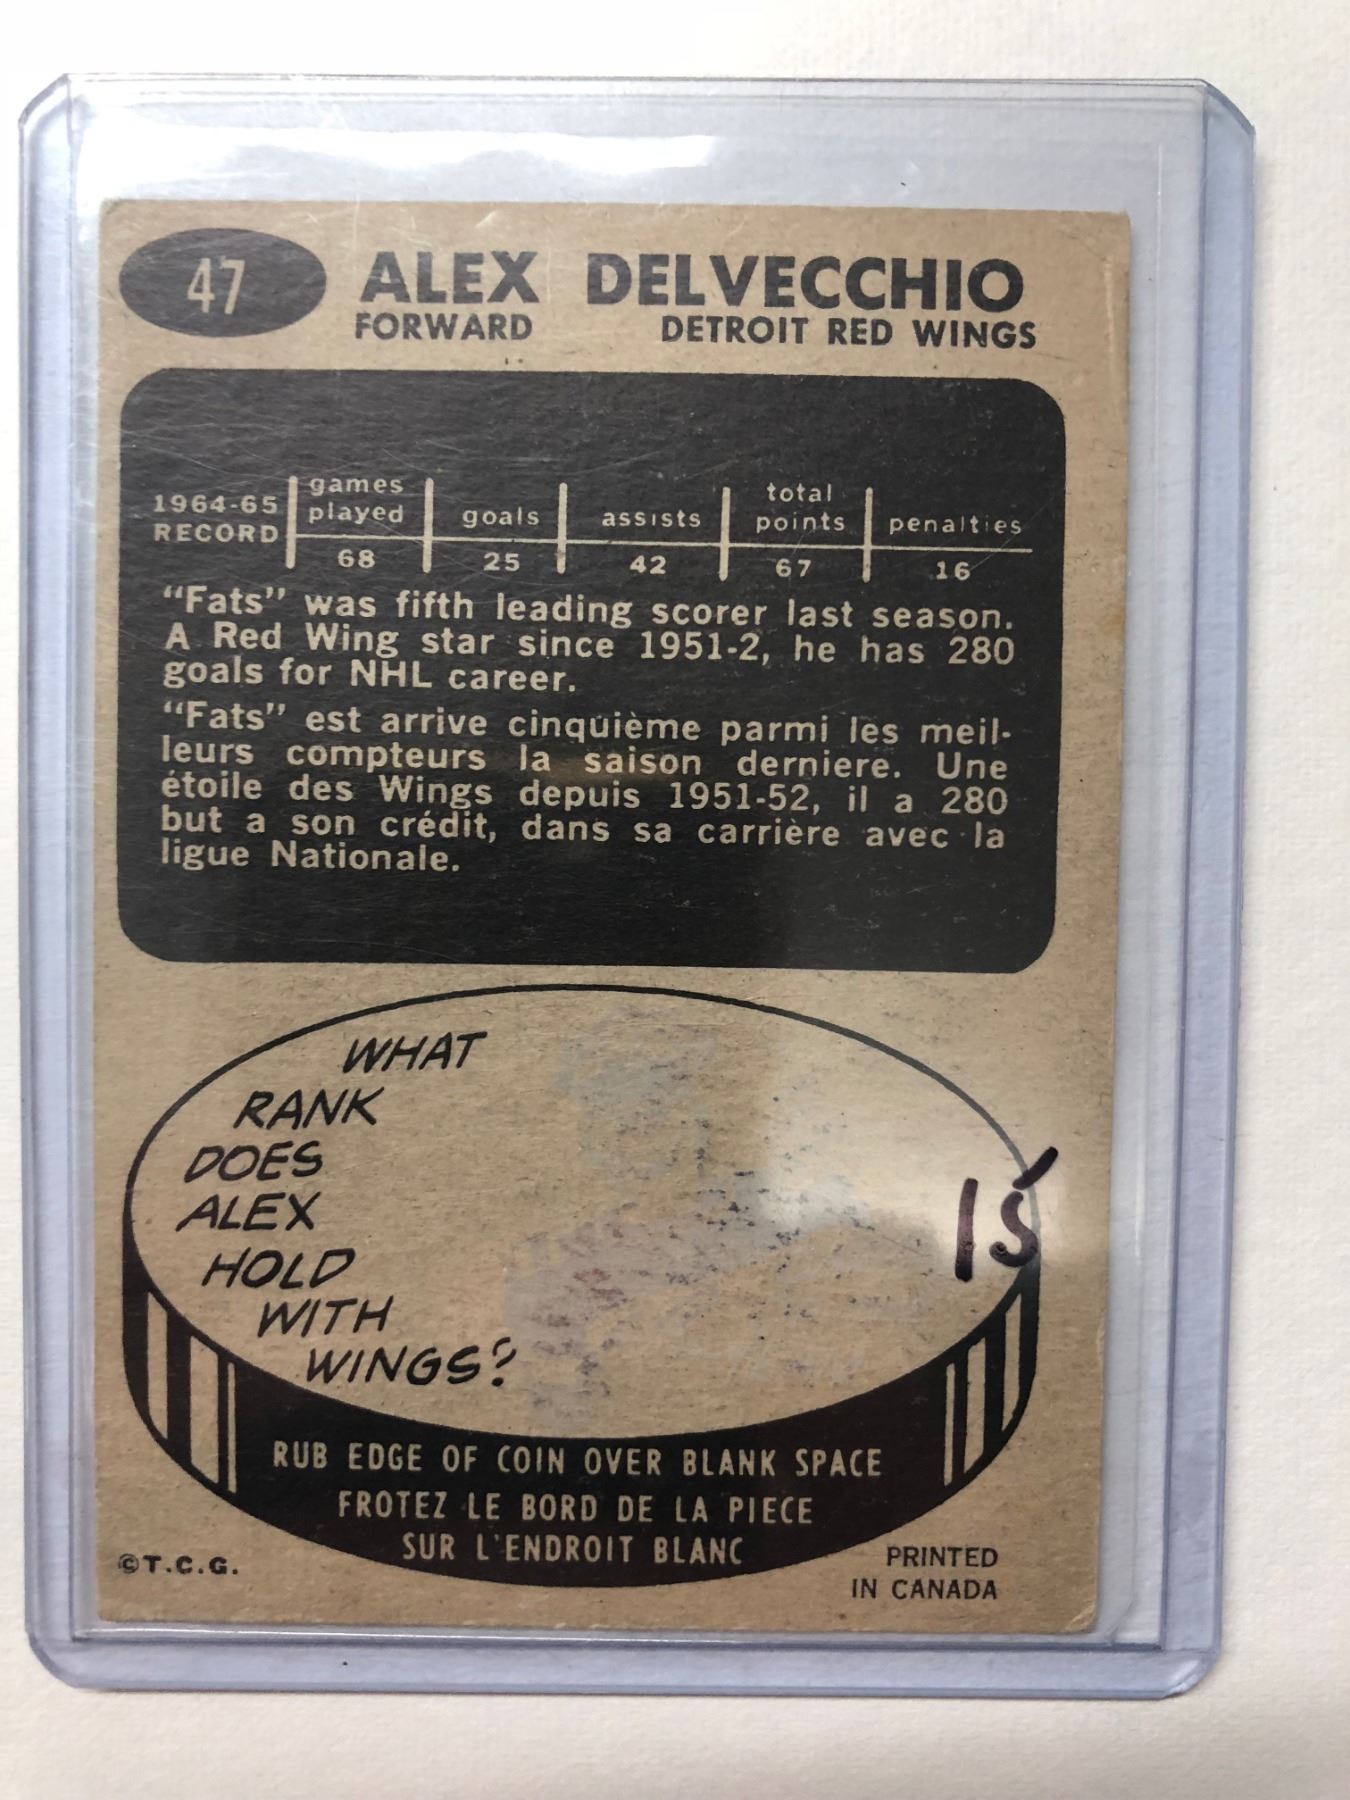 47 ALEX DELVECCHIO
FORWARD DETROIT RED WINGS
1964-65 RECORD games played goals assists total points penalties
68 25 42 67 16
"Fats" was fifth leading scorer last season.
A Red Wing star since 1951-2, he has 280
goals for NHL career.
"Fats" est arrive cinquième parmi les meil-
leurs compteurs la saison derniere. Une
étoile des Wings depuis 1951-52, il a 280
but a son crédit, dans sa carrière avec la
ligue Nationale.
WHAT
RANK
DOES
ALEX
HOLD
WITH
WINGS?
15
RUB EDGE OF COIN OVER BLANK SPACE
FROTEZ LE BORD DE LA PIECE
SUR L'ENDROIT BLANC
©T.C.G.
PRINTED
IN CANADA